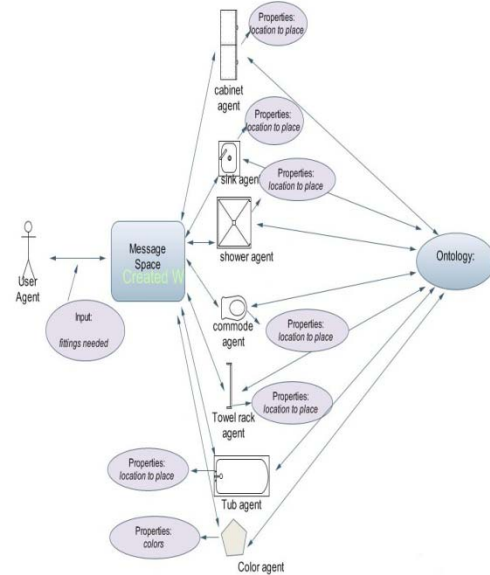 Properties:
location to place
cabinet
agent
Properties:
location to place
sink agent
Properties:
location to place
shower agent
User
Agent
Message
Space
Created W
Input:
fittings needed
Ontology:
commode
agent
Properties:
location to place
Towel rack
agent
Properties:
location to place
Properties:
location to place
Tub agent
Properties:
colors
Color agent